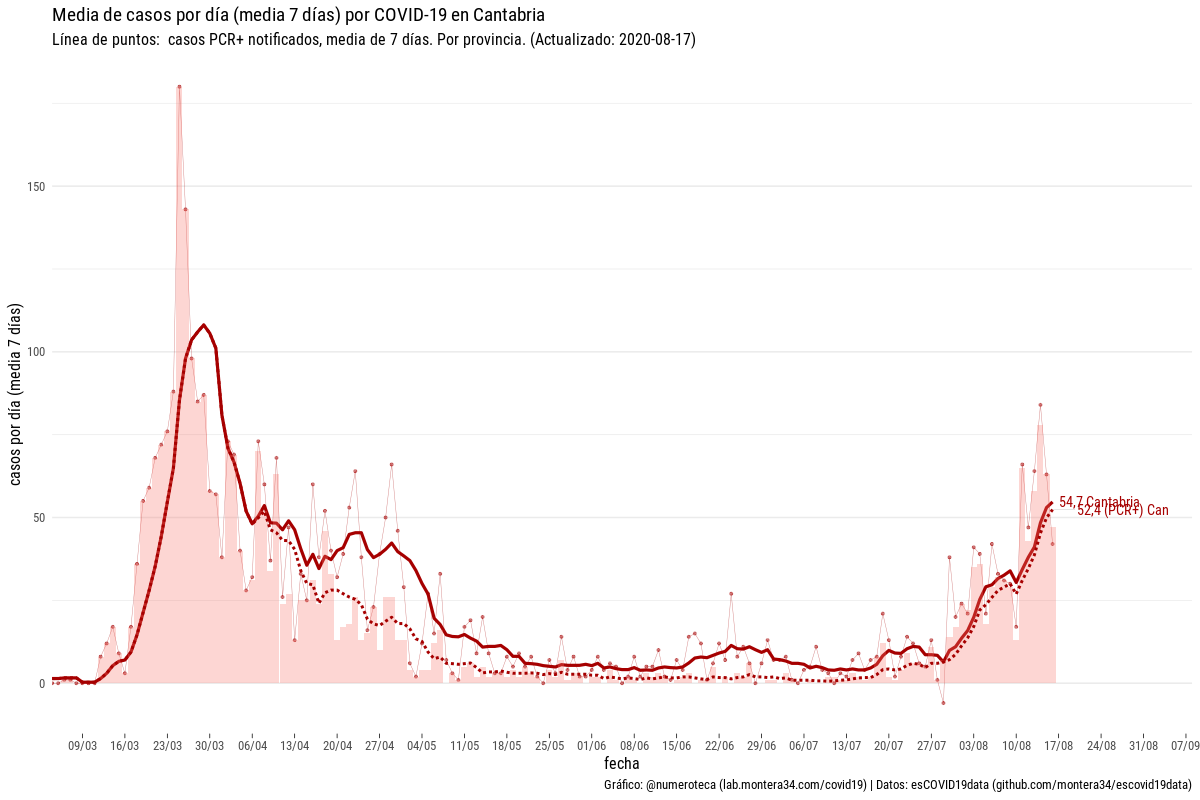 Media de casos por día (media 7 días) por COVID-19 en Cantabria
Línea de puntos:  casos PCR+ notificados, media de 7 días. Por provincia. (Actualizado: 2020-08-17)
casos por día (media 7 días)
150
100
50
0
54,7 Cantabria
52,4 (PCR+) Can
09/03 16/03 23/03 30/03 06/04 13/04 20/04 27/04 04/05 11/05 18/05 25/05 01/06 08/06 15/06 22/06 29/06 06/07 13/07 20/07 27/07 03/08 10/08 17/08 24/08 31/08 07/09
fecha
Gráfico: @numeroteca (lab.montera34.com/covid19) | Datos: esCOVID19data (github.com/montera34/escovid19data)